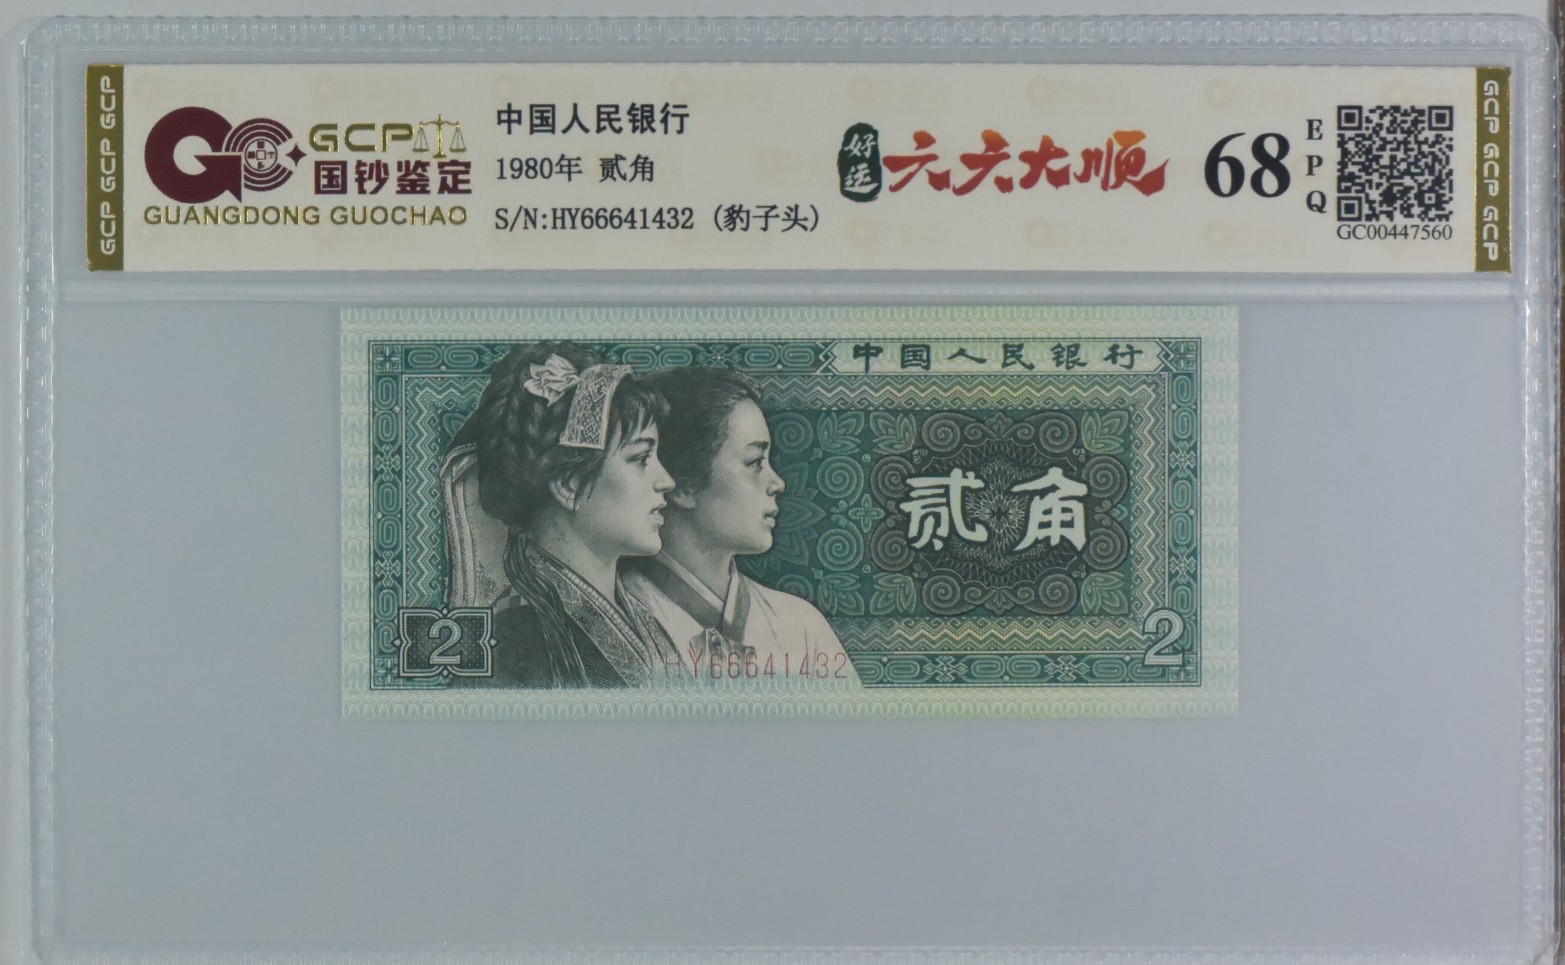 GCP GCP GCP
GCP
国钞鉴定
GUANGDONG GUOCHAO
中国人民银行
1980年 贰角
S/N:HY66641432 (豹子头)
好运
六六大顺
68
EPQ
GC00447560
GCP GCP GCP
中国人民银行
贰角
2
2
HY66641432